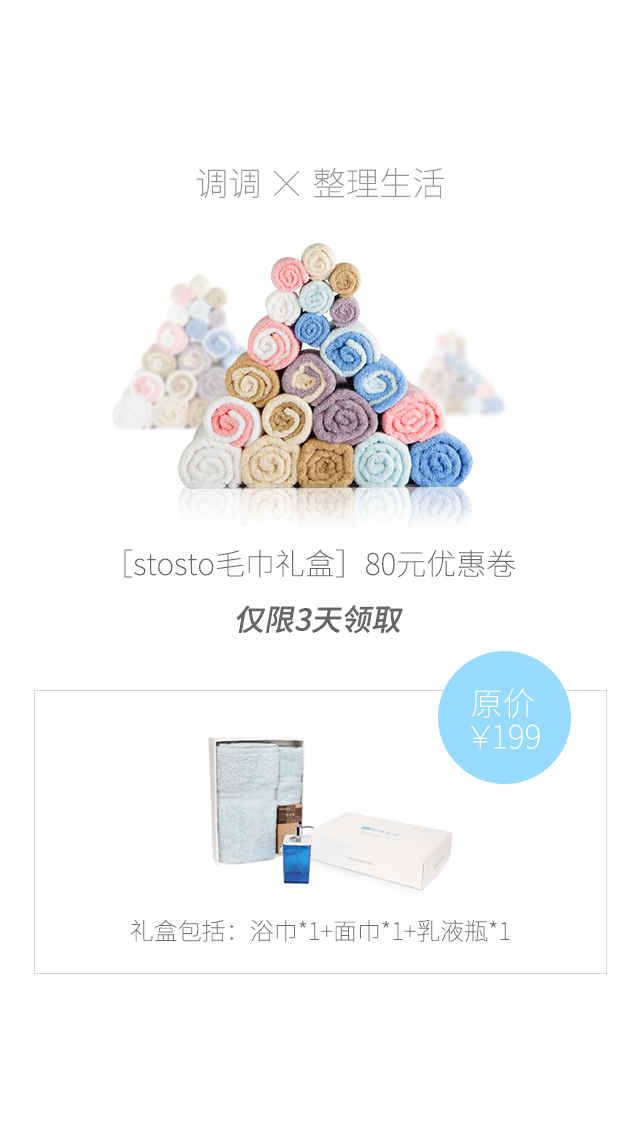 调调 × 整理生活
［stosto毛巾礼盒］80元优惠卷
仅限3天领取
原价
¥199
礼盒包括：浴巾*1+面巾*1+乳液瓶*1